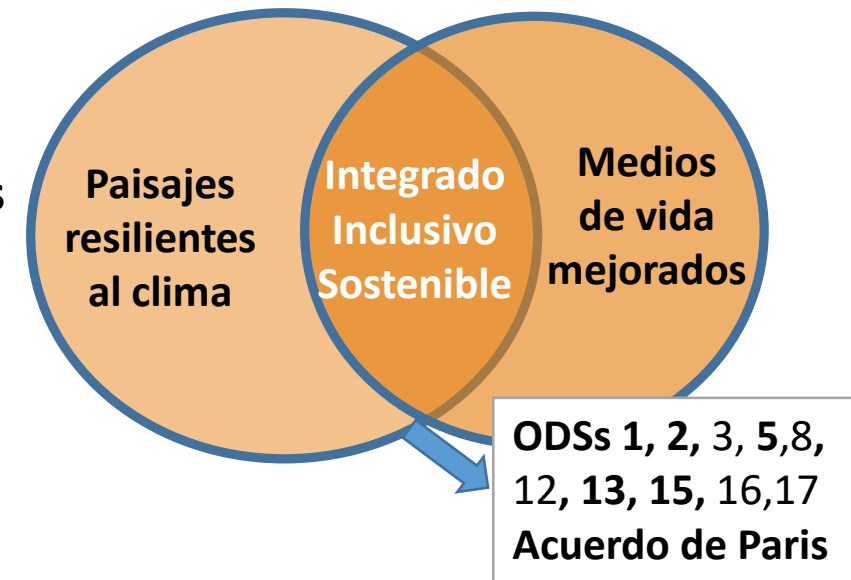 s
Paisajes
resilientes
al clima
Integrado
Inclusivo
Sostenible
Medios
de vida
mejorados
ODSs 1, 2, 3, 5,8,
12, 13, 15, 16,17
Acuerdo de Paris